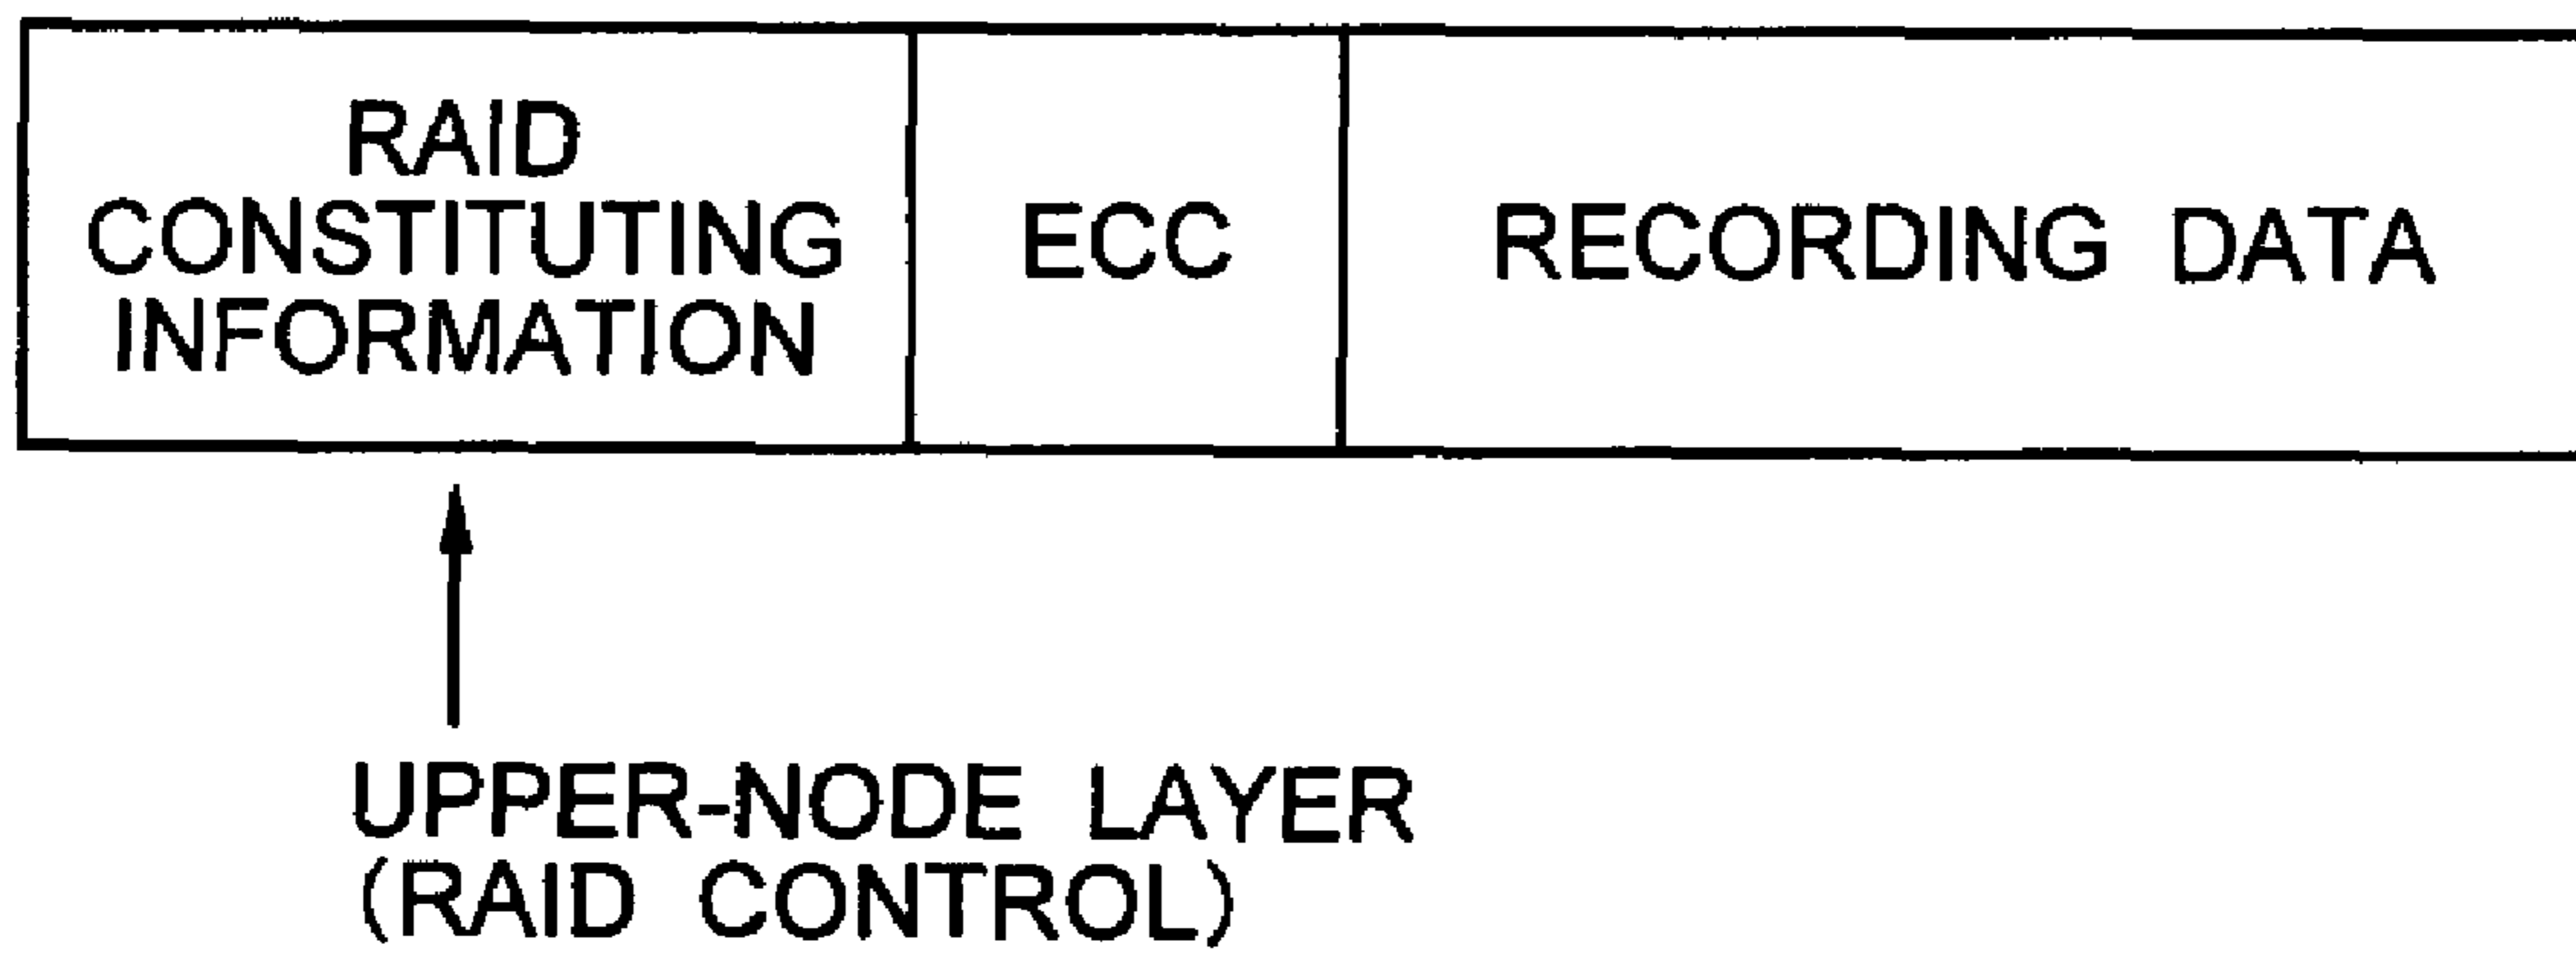 RAID
CONSTITUTING
INFORMATION
ECC
RECORDING DATA
UPPER-NODE LAYER
(RAID CONTROL)